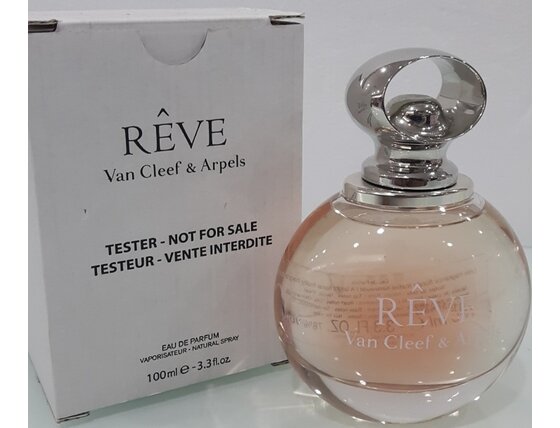 RÊVE
Van Cleef & Arpels
TESTER - NOT FOR SALE
TESTEUR - VENTE INTERDITE
EAU DE PARFUM
VAPORISATEUR - NATURAL SPRAY
100ml ℮ -3.3fl.oz.
RÊVE
Van Cleef & Arpels